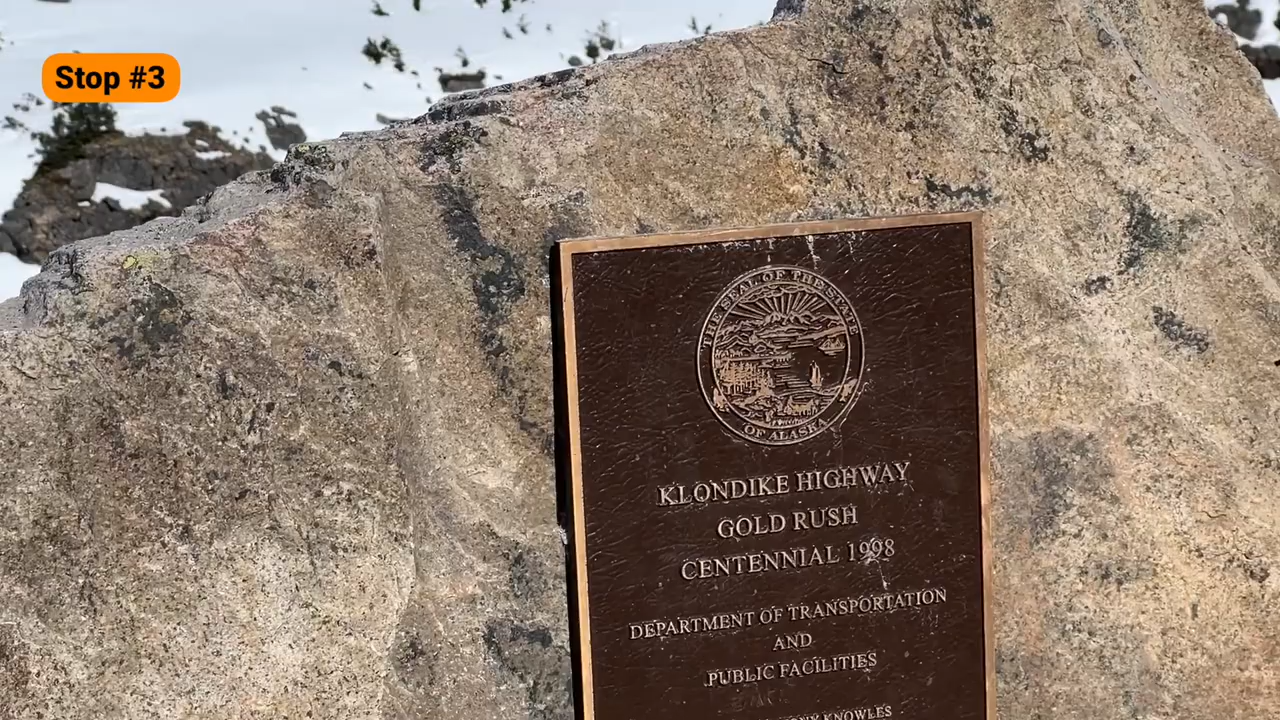 Stop #3
THE SEAL OF THE STATE
OF ALASKA
KLONDIKE HIGHWAY
GOLD RUSH
CENTENNIAL 1998
DEPARTMENT OF TRANSPORTATION
AND
PUBLIC FACILITIES
KNOWLES